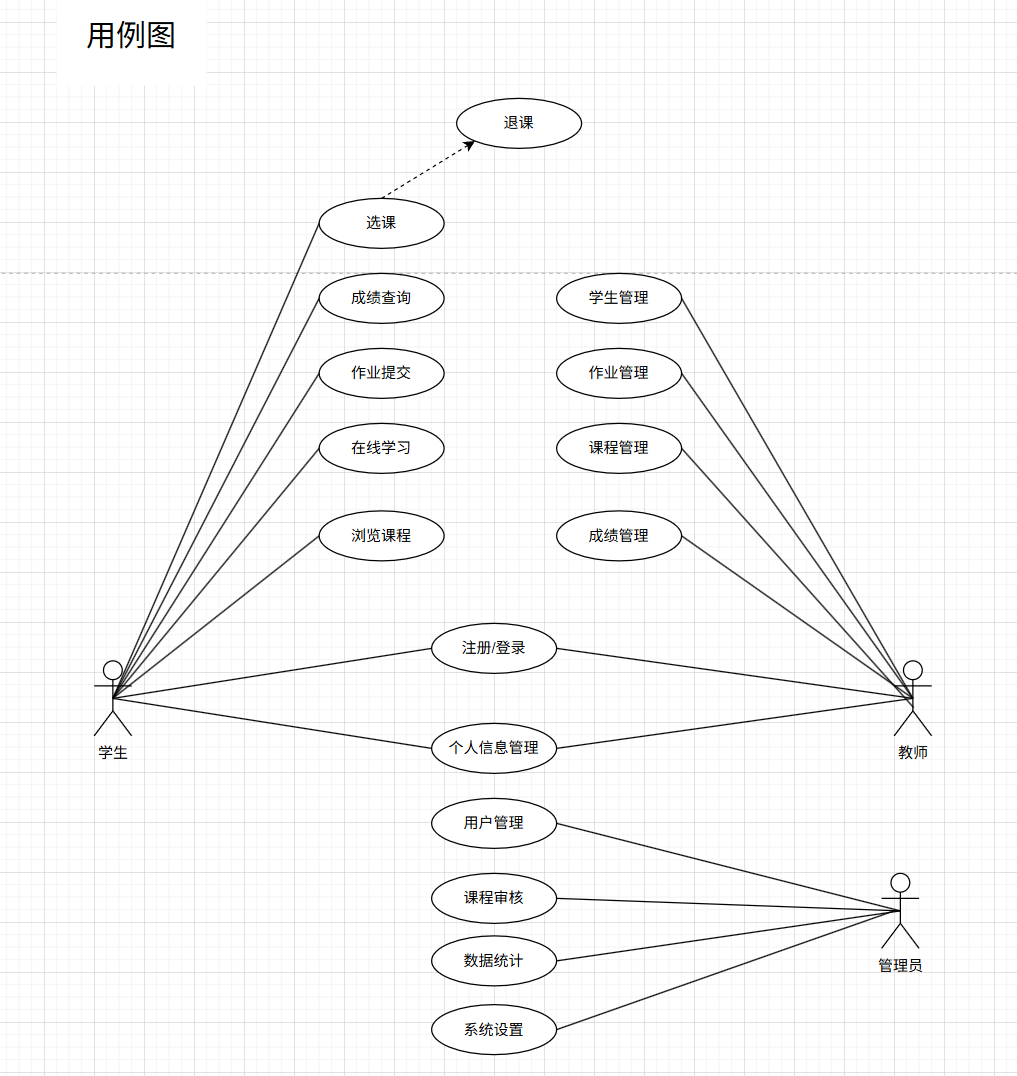 用例图
退课
选课
成绩查询
学生管理
作业提交
作业管理
在线学习
课程管理
浏览课程
成绩管理
注册/登录
个人信息管理
学生
教师
用户管理
课程审核
数据统计
管理员
系统设置